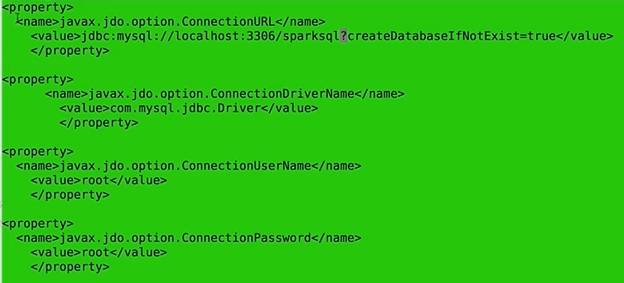 <property>
<name>javax.jdo.option.ConnectionURL</name>
<value>jdbc:mysql://localhost:3306/sparksql?createDatabaseIfNotExist=true</value>
</property>
<property>
<name>javax.jdo.option.ConnectionDriverName</name>
<value>com.mysql.jdbc.Driver</value>
</property>
<property>
<name>javax.jdo.option.ConnectionUserName</name>
<value>root</value>
</property>
<property>
<name>javax.jdo.option.ConnectionPassword</name>
<value>root</value>
</property>